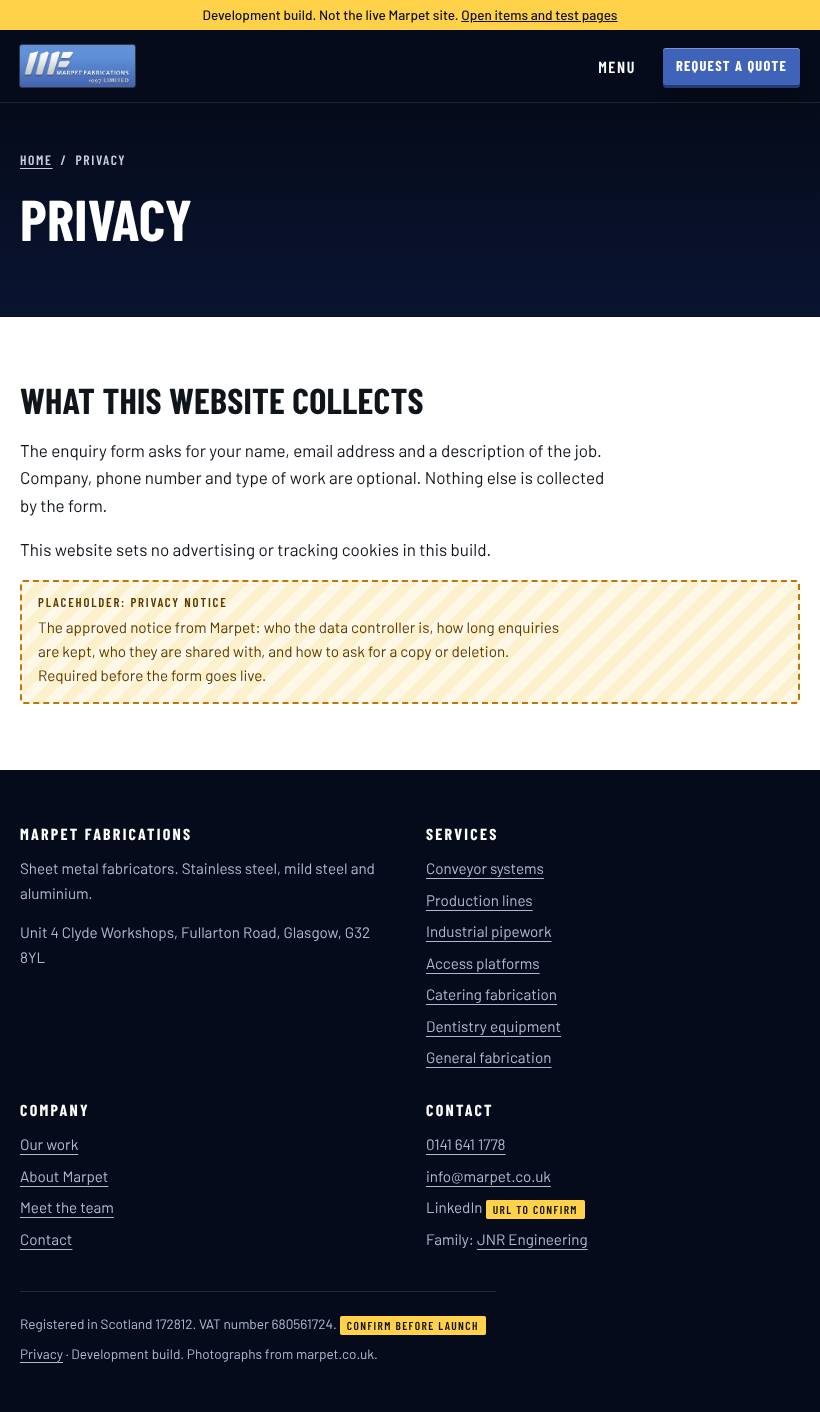 Development build. Not the live Marpet site. Open items and test pages
MF MARPET FABRICATIONS
LIMITED
MENU
REQUEST A QUOTE
HOME / PRIVACY
PRIVACY
WHAT THIS WEBSITE COLLECTS
The enquiry form asks for your name, email address and a description of the job.
Company, phone number and type of work are optional. Nothing else is collected
by the form.
This website sets no advertising or tracking cookies in this build.
PLACEHOLDER: PRIVACY NOTICE
The approved notice from Marpet: who the data controller is, how long enquiries
are kept, who they are shared with, and how to ask for a copy or deletion.
Required before the form goes live.
MARPET FABRICATIONS
Sheet metal fabricators. Stainless steel, mild steel and
aluminium.
Unit 4 Clyde Workshops, Fullarton Road, Glasgow, G32
8YL
SERVICES
Conveyor systems
Production lines
Industrial pipework
Access platforms
Catering fabrication
Dentistry equipment
General fabrication
COMPANY
Our work
About Marpet
Meet the team
Contact
CONTACT
0141 641 1778
info@marpet.co.uk
LinkedIn URL TO CONFIRM
Family: JNR Engineering
Registered in Scotland 172812. VAT number 680561724. CONFIRM BEFORE LAUNCH
Privacy · Development build. Photographs from marpet.co.uk.